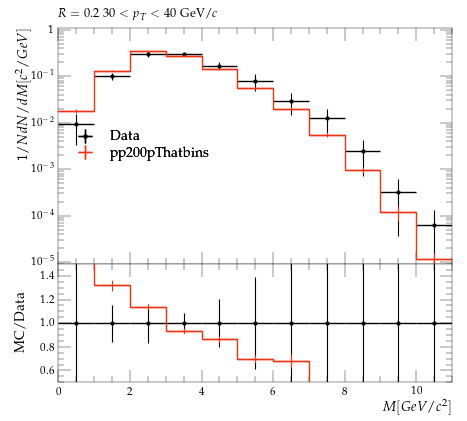 R = 0.2 30 < p_T < 40 GeV/c
1/NdN/dM[c^2/GeV]
1
10^−1
10^−2
10^−3
10^−4
10^−5
Data
pp200pThatbins
MC/Data
1.4
1.2
1.0
0.8
0.6
0 2 4 6 8 10
M[GeV/c^2]